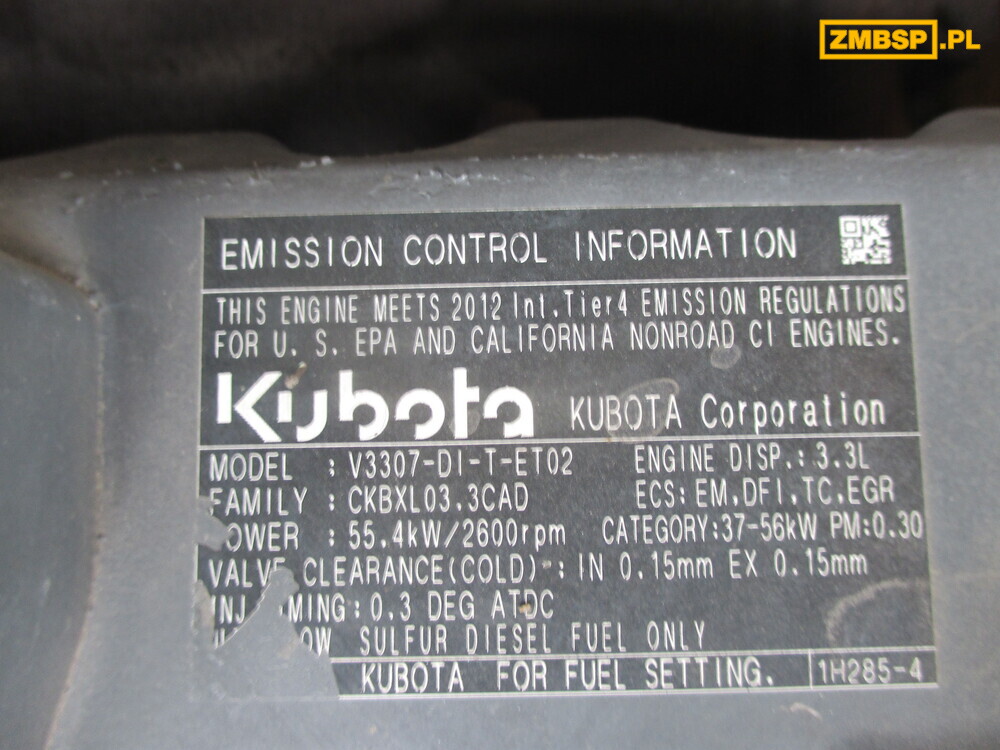 ZMBSP.PL
EMISSION CONTROL INFORMATION
THIS ENGINE MEETS 2012 Int.Tier4 EMISSION REGULATIONS
FOR U. S. EPA AND CALIFORNIA NONROAD CI ENGINES.
Kubota KUBOTA Corporation
MODEL : V3307-DI-T-ET02 ENGINE DISP.: 3.3L
FAMILY : CKBXL03.3CAD ECS: EM,DFI,TC,EGR
OWER : 55.4kW/2600rpm CATEGORY:37-56kW PM:0.30
VALVE CLEARANCE(COLD) : IN 0.15mm EX 0.15mm
INJ MING: 0.3 DEG ATDC
OW SULFUR DIESEL FUEL ONLY
KUBOTA FOR FUEL SETTING. 1H285-4